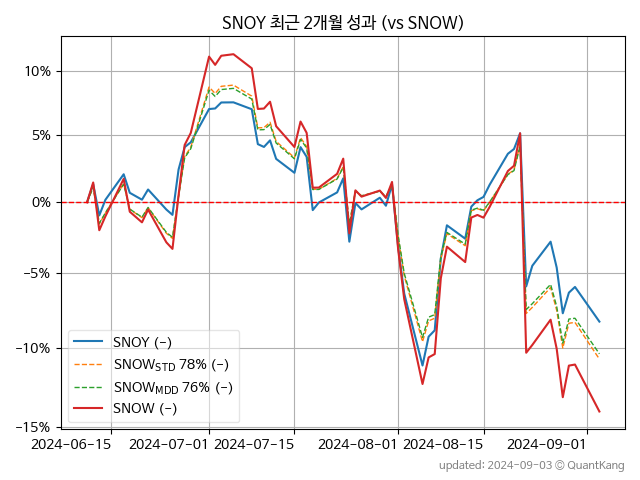 SNOY 최근 2개월 성과 (vs SNOW)
10%
5%
0%
−5%
−10%
−15%
SNOY (−)
SNOW_STD 78% (−)
SNOW_MDD 76% (−)
SNOW (−)
2024-06-15 2024-07-01 2024-07-15 2024-08-01 2024-08-15 2024-09-01
updated: 2024-09-03 © QuantKang